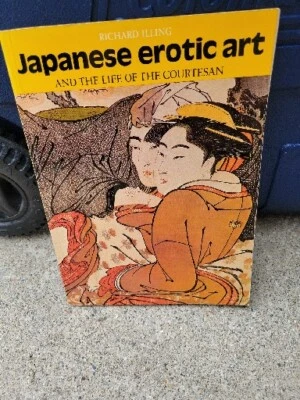 RICHARD ILLING
Japanese erotic art
AND THE LIFE OF THE COURTESAN